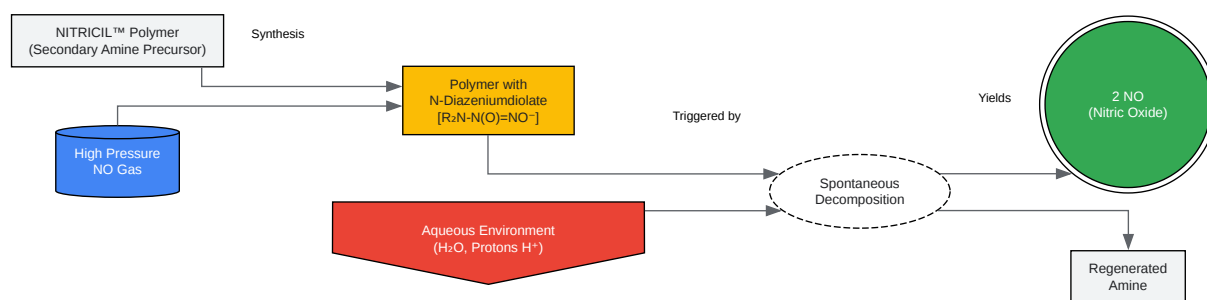 NITRICIL™ Polymer
(Secondary Amine Precursor)
Synthesis
High Pressure
NO Gas
Polymer with
N-Diazeniumdiolate
[R₂N-N(O)=NO⁻]
Triggered by
Aqueous Environment
(H₂O, Protons H⁺)
Spontaneous
Decomposition
Yields
2 NO
(Nitric Oxide)
Regenerated
Amine